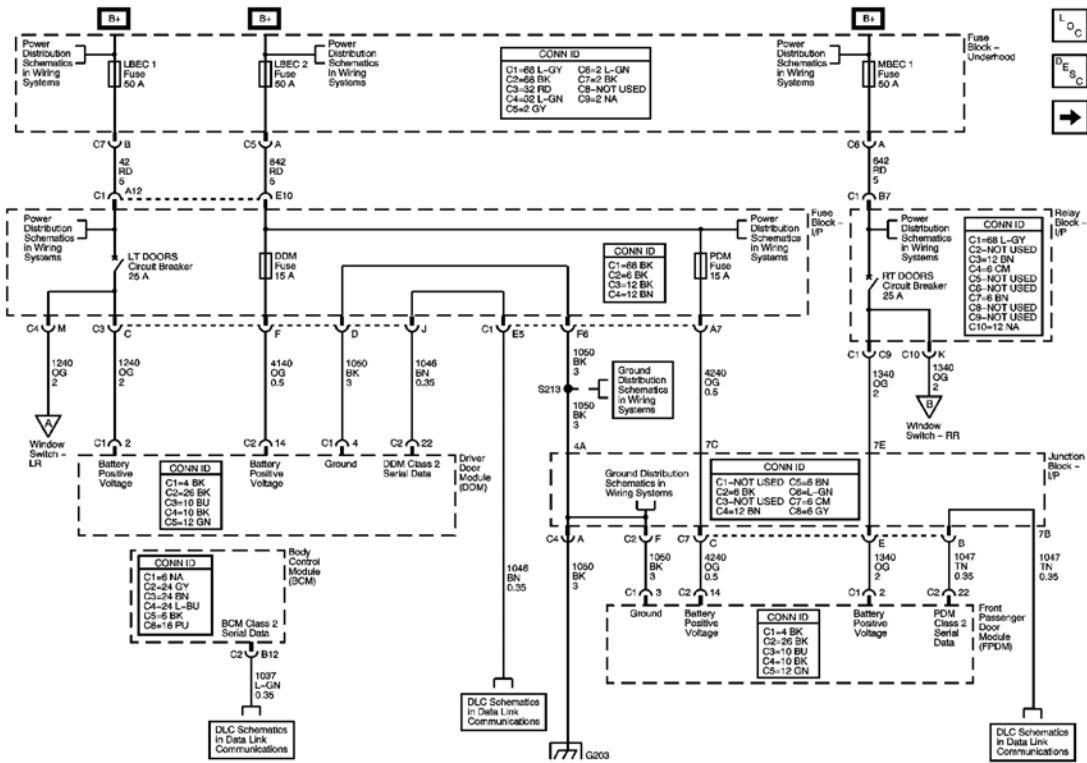 B+
B+
B+
L O C
D E S C
Power
Distribution
Schematics
in Wiring
Systems
LBEC 1
Fuse
50 A
LBEC 2
Fuse
50 A
Power
Distribution
Schematics
in Wiring
Systems
CONN ID
C1=68 L-GY C6=2 L-GN
C2=68 BK C7=2 BK
C3=32 RD C8-NOT USED
C4=32 L-GN C9=2 NA
C5=2 GY
Power
Distribution
Schematics
in Wiring
Systems
MBEC 1
Fuse
50 A
Fuse
Block –
Underhood
C7 B
C5 A
C6 A
42
RD
5
842
RD
5
642
RD
5
C1 A12
E10
C1 B7
Power
Distribution
Schematics
in Wiring
Systems
LT DOORS
Circuit Breaker
25 A
DDM
Fuse
15 A
CONN ID
C1=68 BK
C2=6 BK
C3=12 BK
C4=12 BN
PDM
Fuse
15 A
Power
Distribution
Schematics
in Wiring
Systems
Fuse
Block –
I/P
Power
Distribution
Schematics
in Wiring
Systems
RT DOORS
Circuit Breaker
25 A
CONN ID
C1=68 L-GY
C2-NOT USED
C3=12 BN
C4=6 CM
C5-NOT USED
C6-NOT USED
C7=6 BN
C8-NOT USED
C9-NOT USED
C10=12 NA
Relay
Block –
I/P
C4 M
C3 C
F
D
J
C1 E5
F6
A7
C1 C9
C10 K
1240
OG
2
1240
OG
2
4140
OG
0.5
1050
BK
3
1046
BN
0.35
1050
BK
3
4240
OG
0.5
1340
OG
2
1340
OG
2
S213
Ground
Distribution
Schematics
in Wiring
Systems
1050
BK
3
A
Window
Switch –
LR
B
Window
Switch – RR
C1 2
C2 14
C1 4
C2 22
4A
7C
7E
Battery
Positive
Voltage
CONN ID
C1=4 BK
C2=26 BK
C3=10 BU
C4=10 BK
C5=12 GN
Battery
Positive
Voltage
Ground
DDM Class 2
Serial Data
Driver
Door
Module
(DDM)
Ground Distribution
Schematics in
Wiring Systems
CONN ID
C1-NOT USED C5=6 BN
C2=6 BK C6=L-GN
C3-NOT USED C7=6 CM
C4=12 BN C8=6 GY
Junction
Block –
I/P
C4 A
C2 F
C7 C
E
B
7B
1046
BN
0.35
1050
BK
3
1050
BK
3
4240
OG
0.5
1340
OG
2
1047
TN
0.35
1047
TN
0.35
CONN ID
C1=6 NA
C2=24 GY
C3=24 BN
C4-24 L-BU
C5=6 BK
C6=16 PU
Body
Control
Module
(BCM)
BCM Class 2
Serial Data
C2 B12
1037
L-GN
0.35
DLC Schematics
in Data Link
Communications
DLC Schematics
in Data Link
Communications
G203
C1 3
C2 14
C1 2
C2 22
Ground
Battery
Positive
Voltage
CONN ID
C1=4 BK
C2=26 BK
C3=10 BU
C4=10 BK
C5=12 GN
Battery
Positive
Voltage
PDM
Class 2
Serial
Data
Front
Passenger
Door
Module
(FPDM)
DLC Schematics
in Data Link
Communications